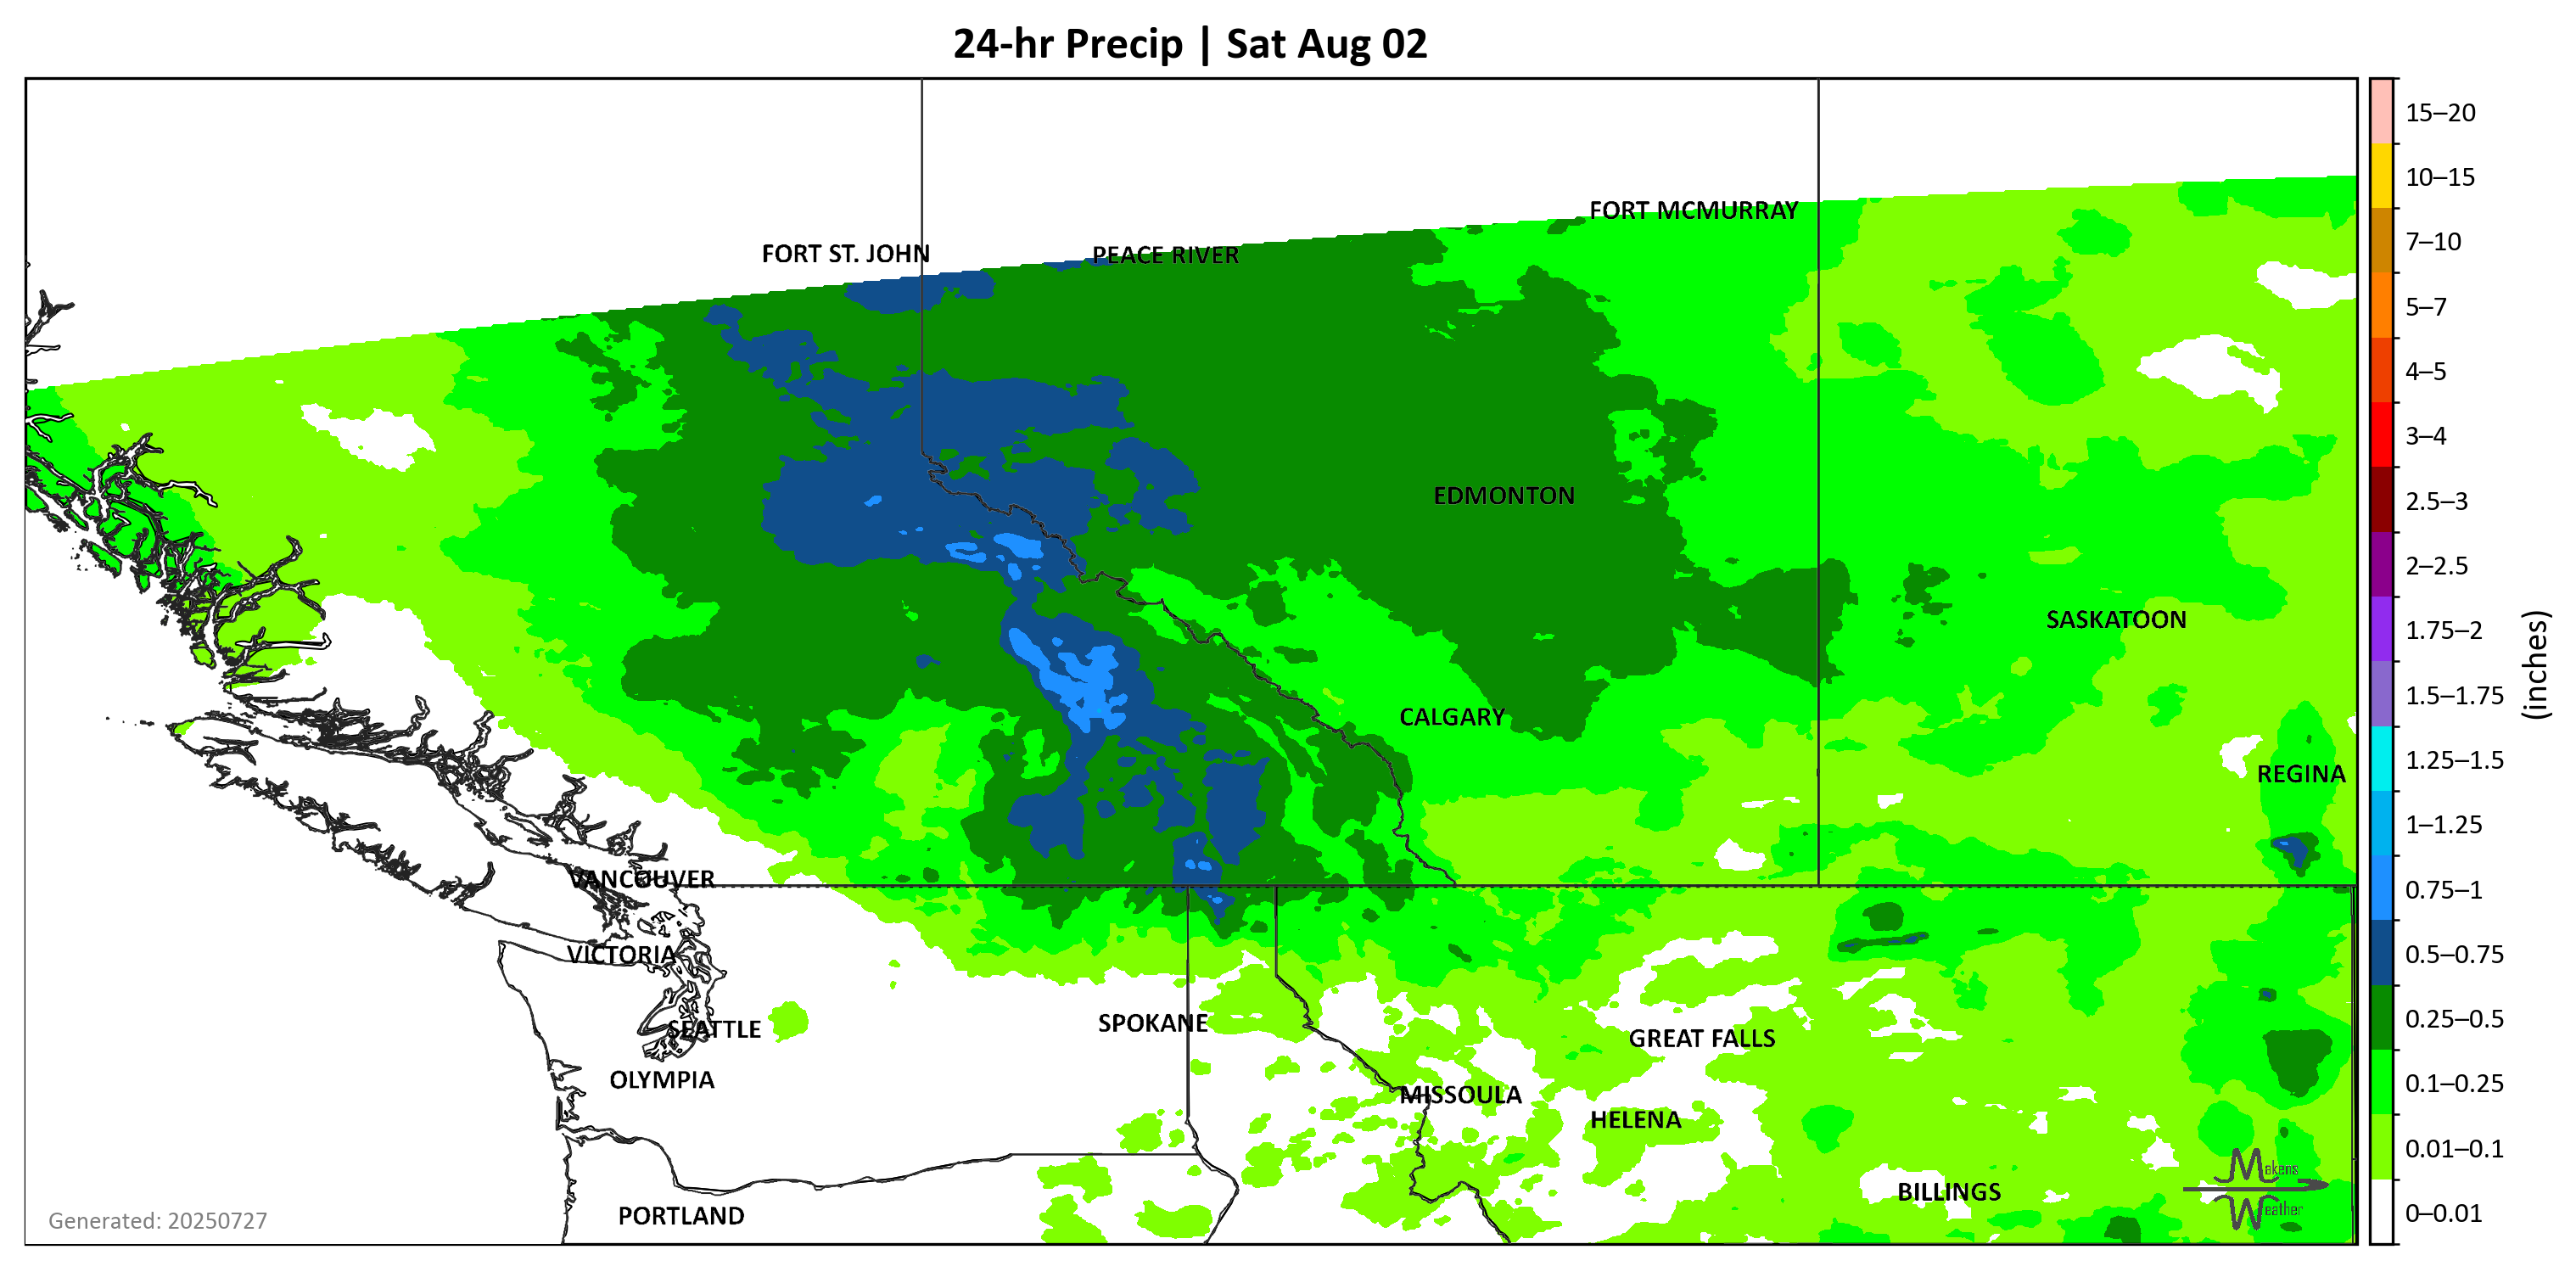 24-hr Precip | Sat Aug 02
FORT MCMURRAY
FORT ST. JOHN
PEACE RIVER
EDMONTON
SASKATOON
CALGARY
REGINA
VANCOUVER
VICTORIA
SPOKANE
SEATTLE
GREAT FALLS
OLYMPIA
MISSOULA
HELENA
BILLINGS
PORTLAND
Makens
Weather
Generated: 20250727
15–20
10–15
7–10
5–7
4–5
3–4
2.5–3
2–2.5
1.75–2
1.5–1.75
1.25–1.5
1–1.25
0.75–1
0.5–0.75
0.25–0.5
0.1–0.25
0.01–0.1
0–0.01
(inches)